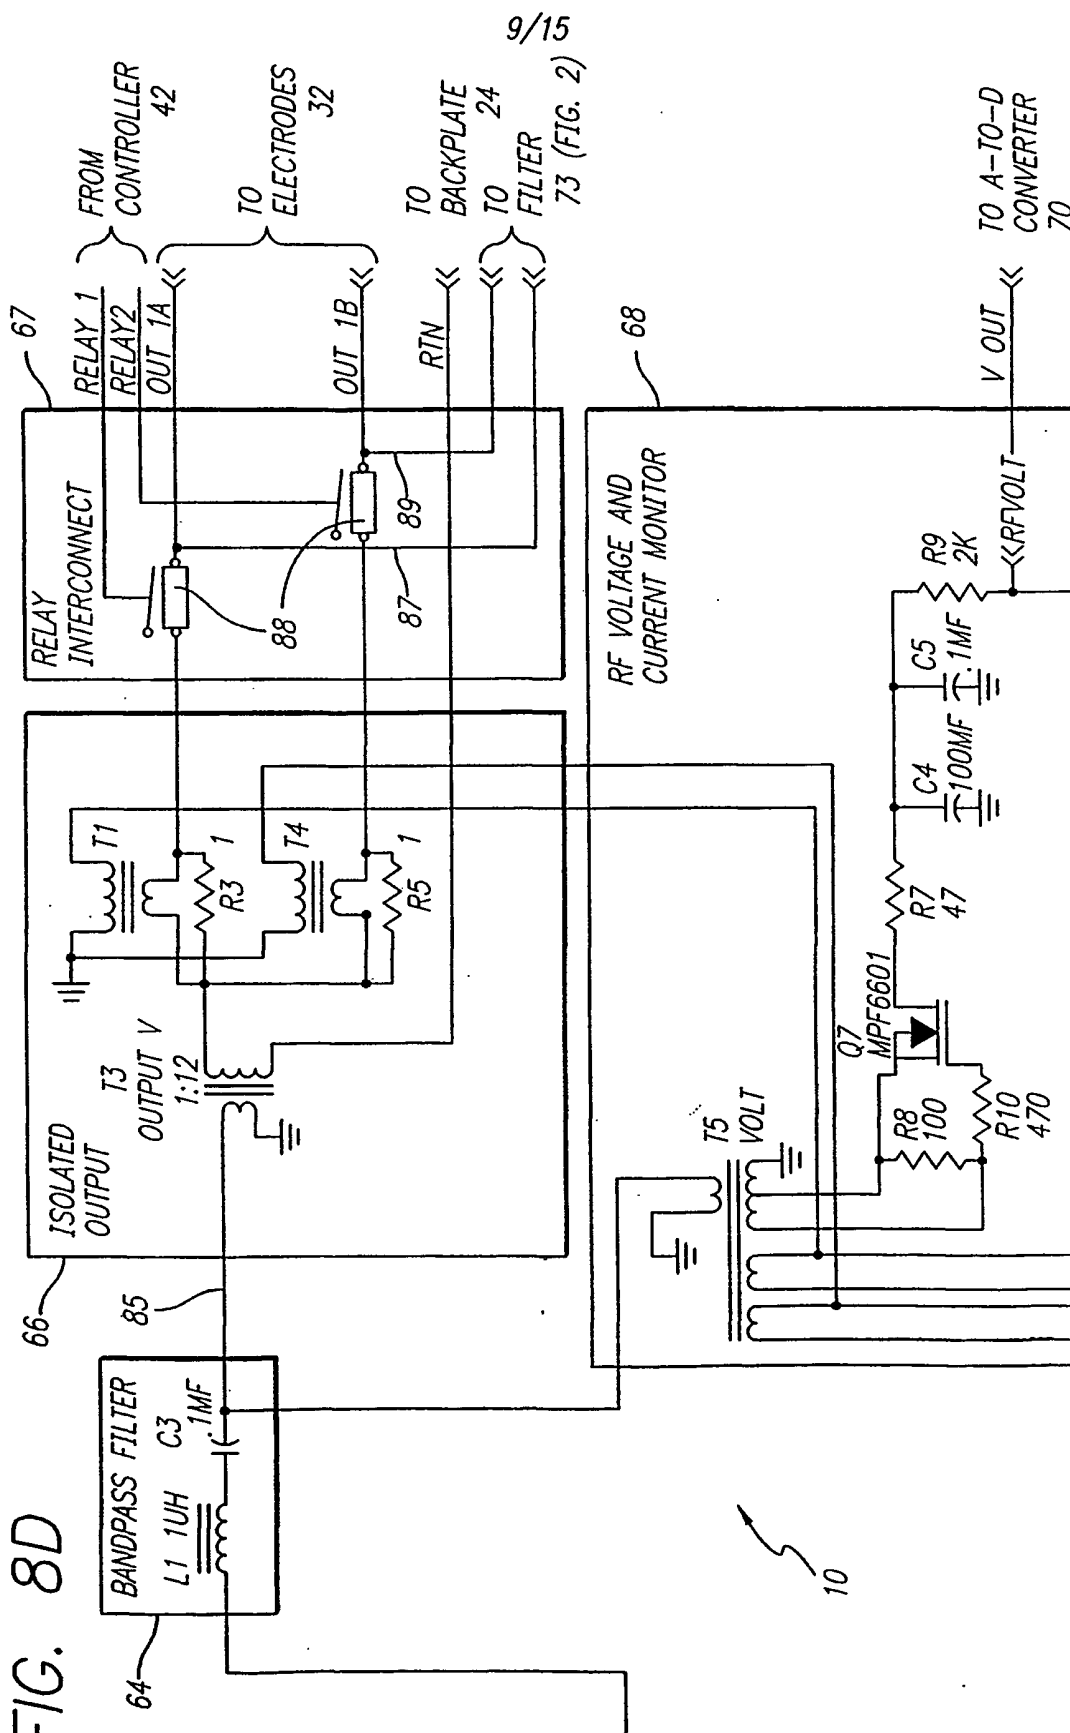 9/15
FIG. 8D
64
BANDPASS FILTER
L1 1UH
C3
.1MF
85
66
ISOLATED
OUTPUT
T3
OUTPUT V
1:12
T1
R3
1
T4
R5
1
67
RELAY
INTERCONNECT
88
87
89
RELAY 1
RELAY2
OUT 1A
OUT 1B
RTN
FROM
CONTROLLER
42
TO
ELECTRODES
32
TO
BACKPLATE
24
TO
FILTER
73 (FIG. 2)
10
68
RF VOLTAGE AND
CURRENT MONITOR
T5
VOLT
R8
100
R10
470
Q7
MPF6601
R7
47
C4
100MF
C5
.1MF
R9
2K
RFVOLT
V OUT
TO A-TO-D
CONVERTER
70